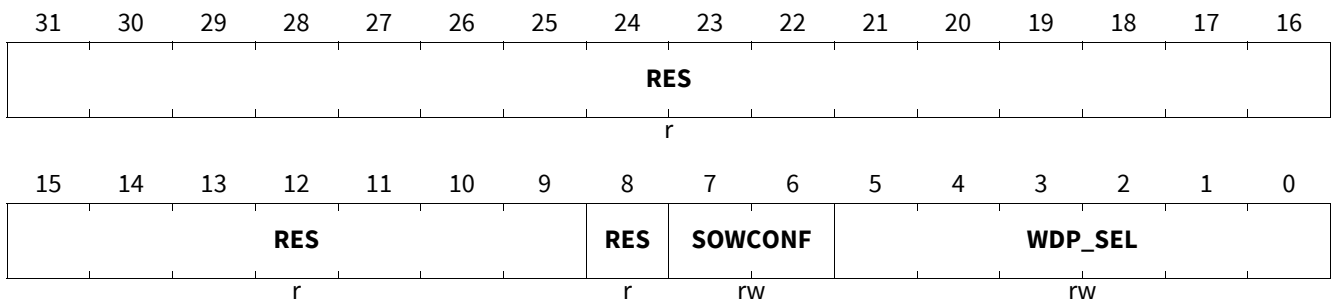 31 30 29 28 27 26 25 24 23 22 21 20 19 18 17 16
RES
r
15 14 13 12 11 10 9 8 7 6 5 4 3 2 1 0
RES RES SOWCONF WDP_SEL
r r rw rw